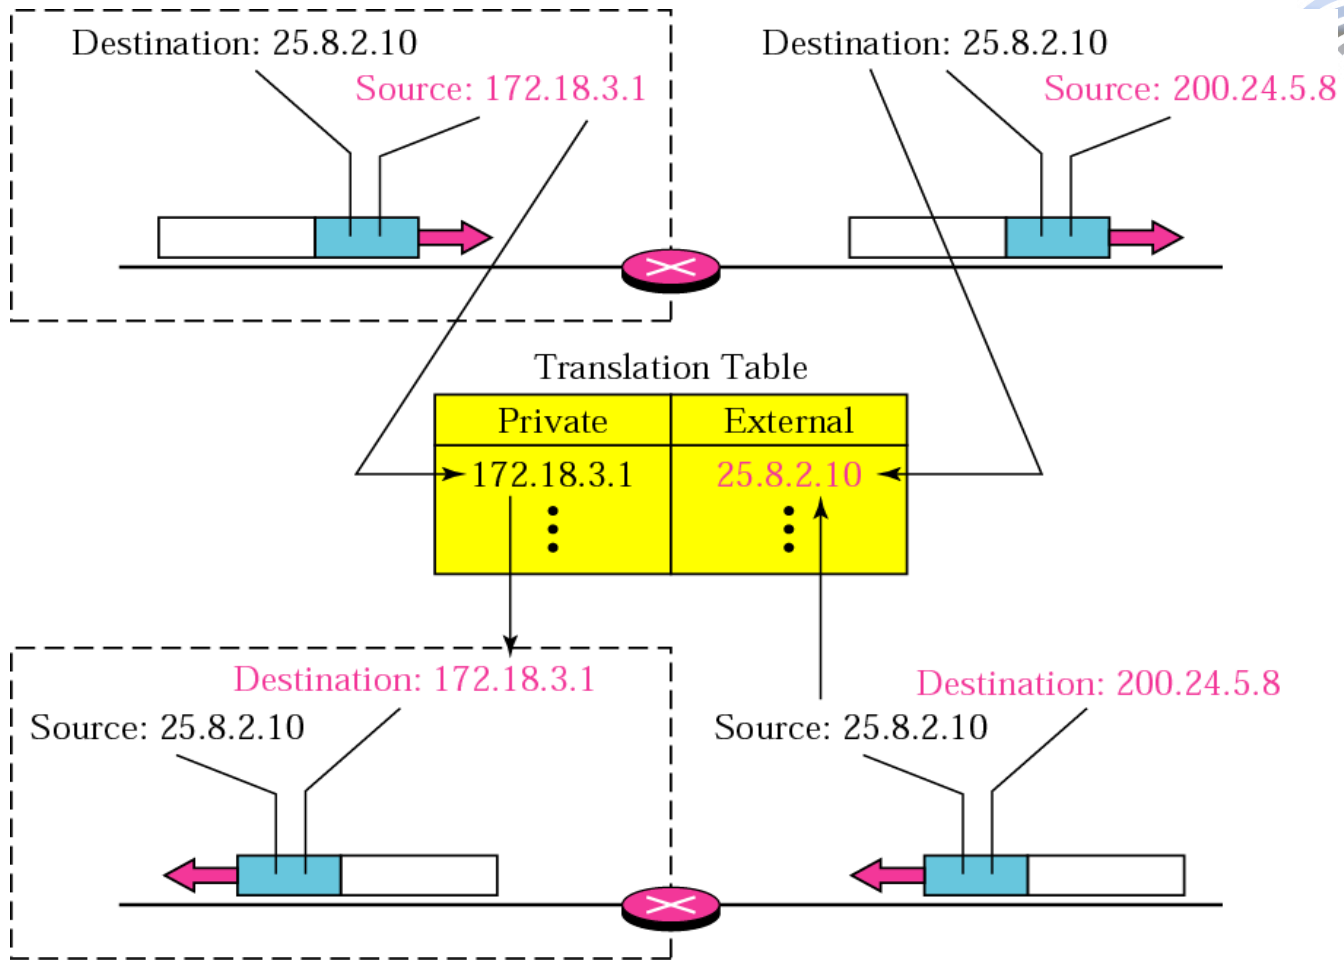 Destination: 25.8.2.10
Source: 172.18.3.1
Destination: 25.8.2.10
Source: 200.24.5.8
Translation Table
Private External
172.18.3.1 25.8.2.10
Destination: 172.18.3.1
Source: 25.8.2.10
Destination: 200.24.5.8
Source: 25.8.2.10